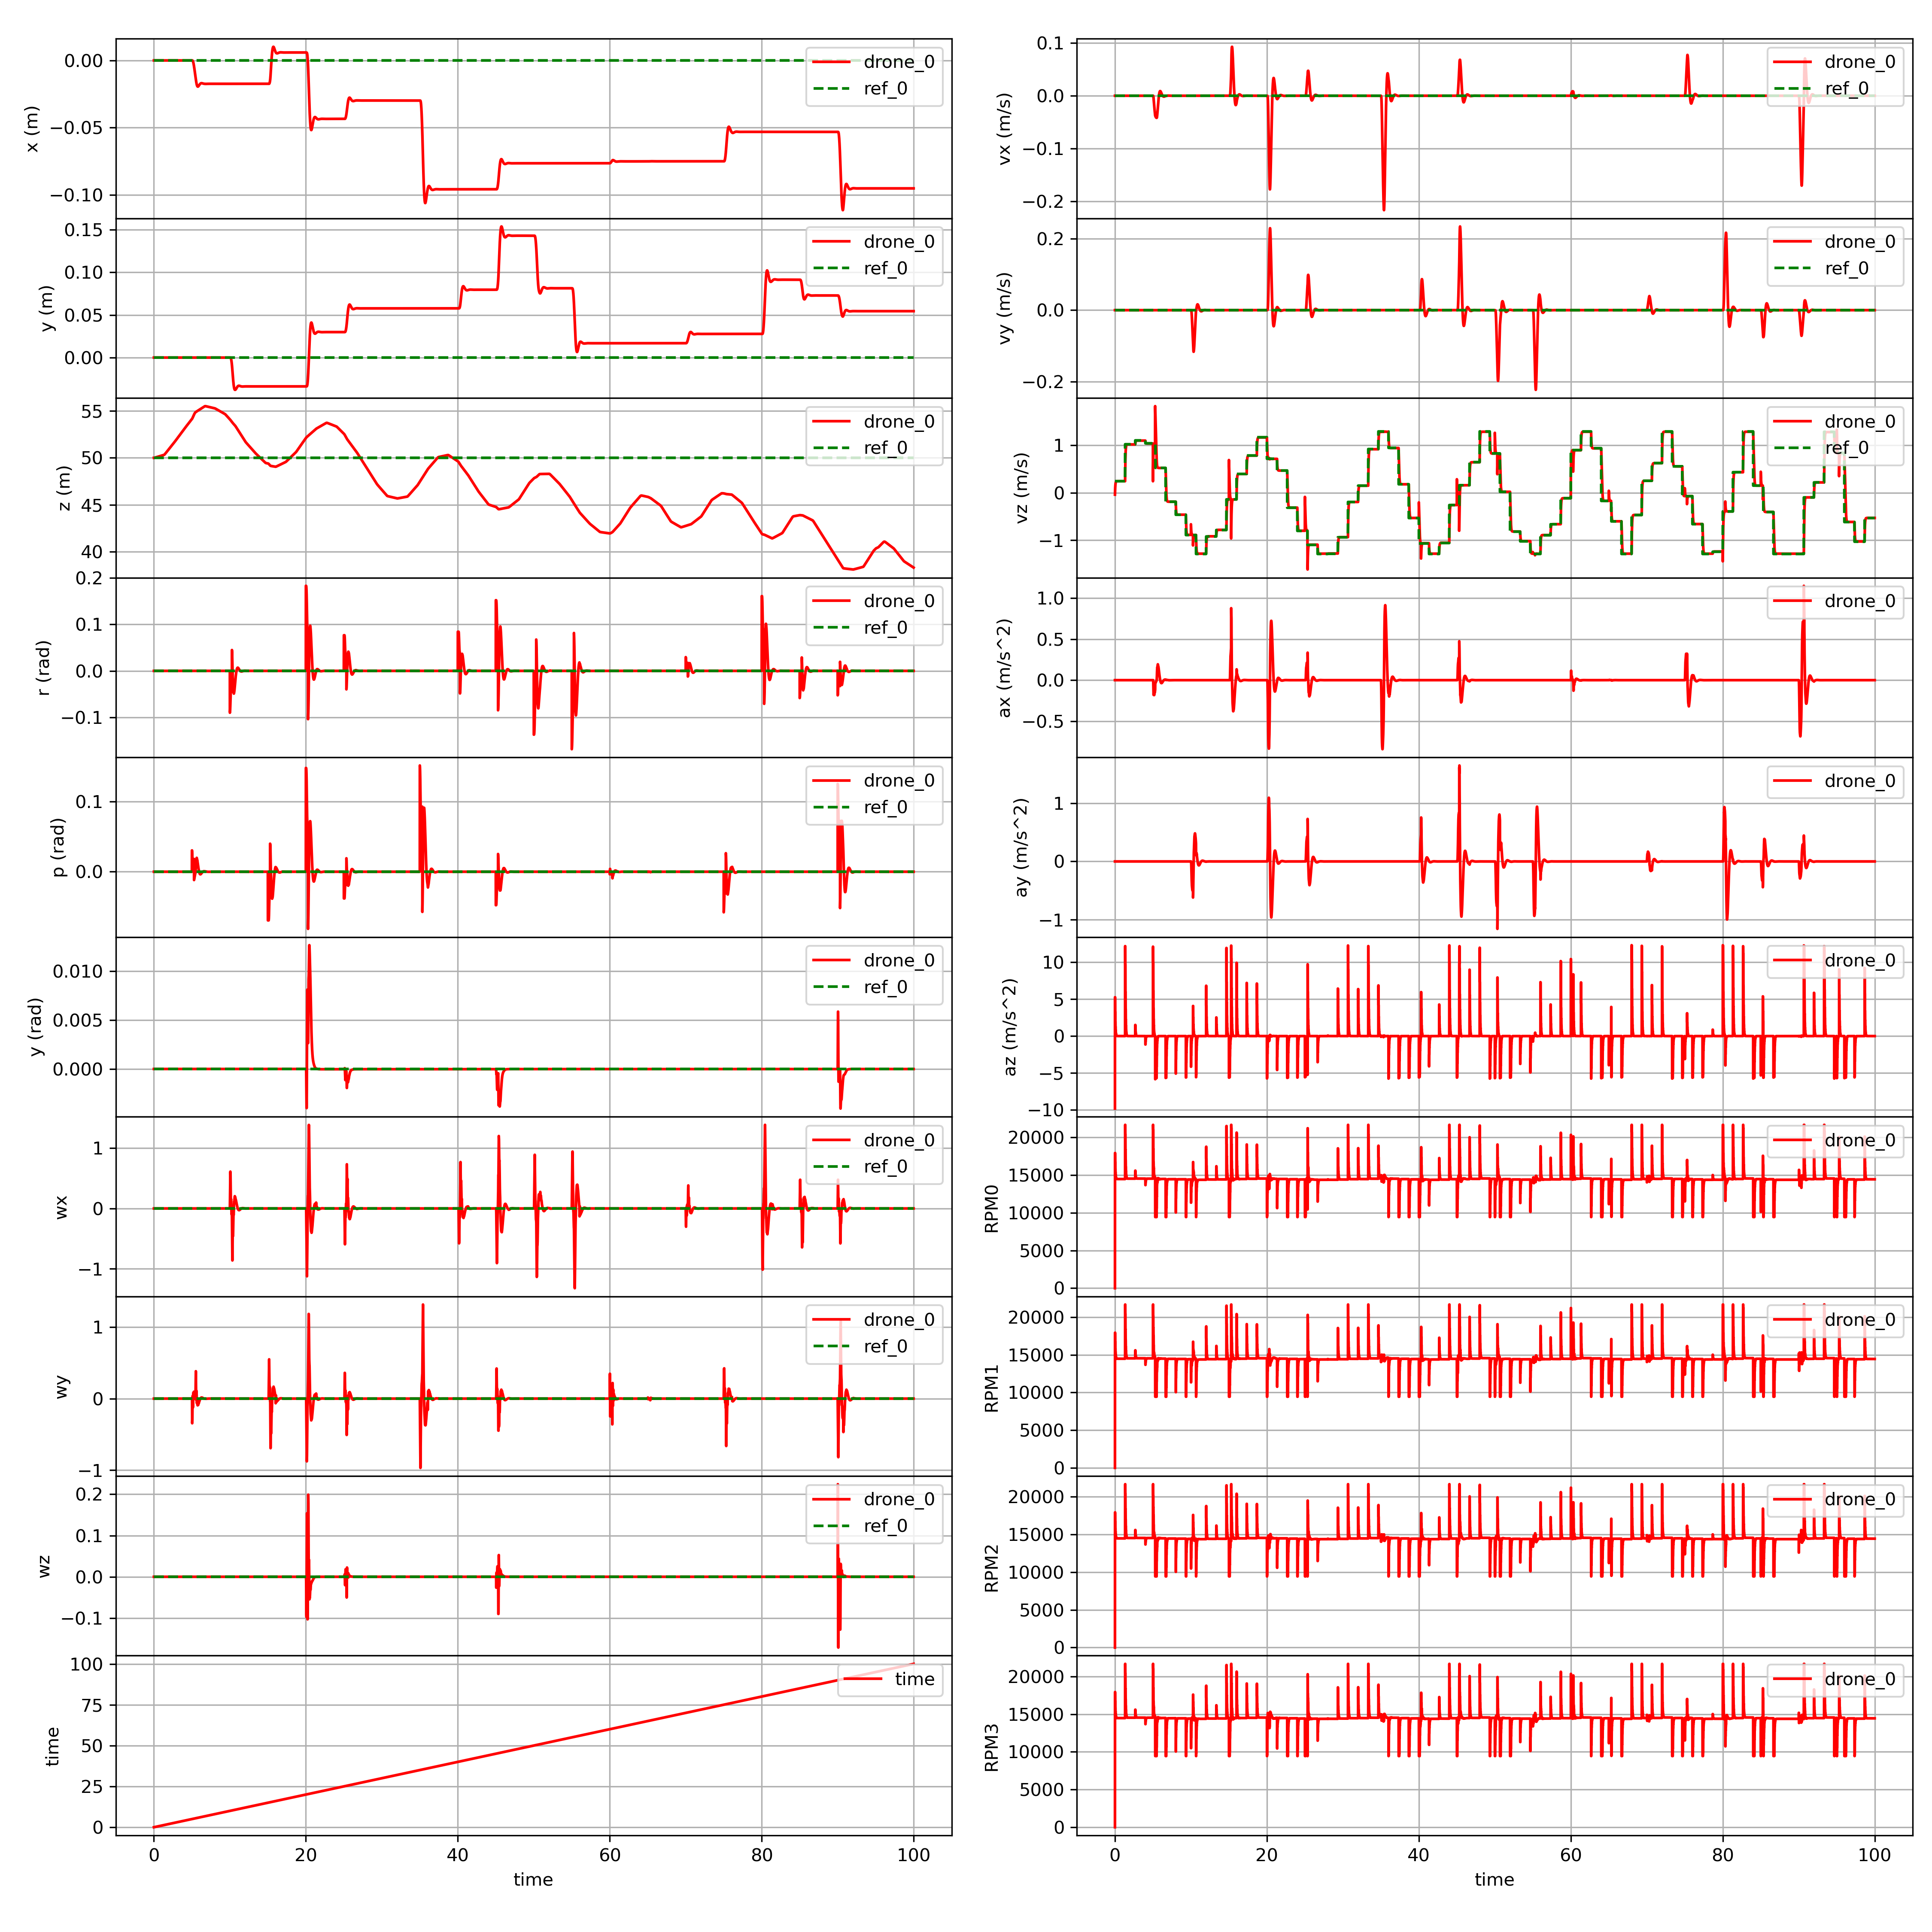 x (m)
0.00
−0.05
−0.10
drone_0
ref_0
y (m)
0.15
0.10
0.05
0.00
drone_0
ref_0
z (m)
55
50
45
40
drone_0
ref_0
r (rad)
0.2
0.1
0.0
−0.1
drone_0
ref_0
p (rad)
0.1
0.0
drone_0
ref_0
y (rad)
0.010
0.005
0.000
drone_0
ref_0
wx
1
0
−1
drone_0
ref_0
wy
1
0
−1
drone_0
ref_0
wz
0.2
0.1
0.0
−0.1
drone_0
ref_0
time
100
75
50
25
0
time
0 20 40 60 80 100
time
vx (m/s)
0.1
0.0
−0.1
−0.2
drone_0
ref_0
vy (m/s)
0.2
0.0
−0.2
drone_0
ref_0
vz (m/s)
1
0
−1
drone_0
ref_0
ax (m/s^2)
1.0
0.5
0.0
−0.5
drone_0
ay (m/s^2)
1
0
−1
drone_0
az (m/s^2)
10
5
0
−5
−10
drone_0
RPM0
20000
15000
10000
5000
0
drone_0
RPM1
20000
15000
10000
5000
0
drone_0
RPM2
20000
15000
10000
5000
0
drone_0
RPM3
20000
15000
10000
5000
0
drone_0
0 20 40 60 80 100
time